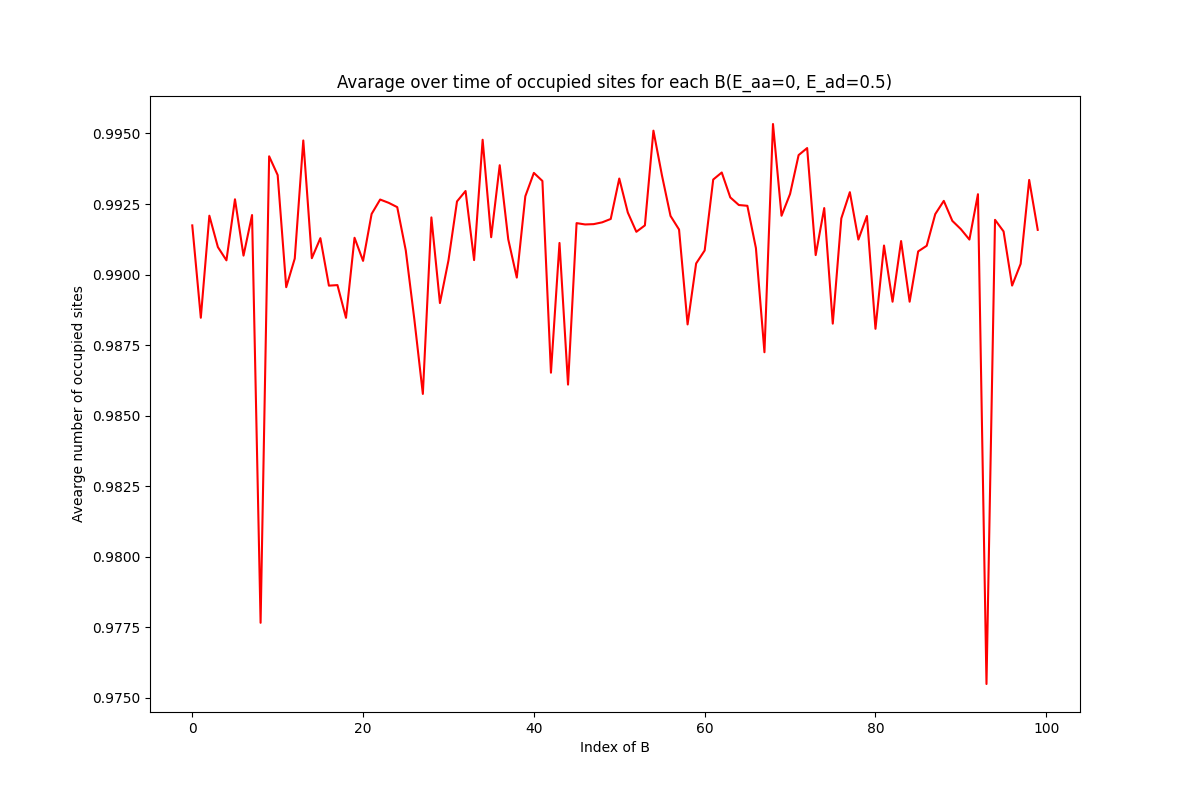 Avarage over time of occupied sites for each B(E_aa=0, E_ad=0.5)
Avearge number of occupied sites
0.9950
0.9925
0.9900
0.9875
0.9850
0.9825
0.9800
0.9775
0.9750
0 20 40 60 80 100
Index of B